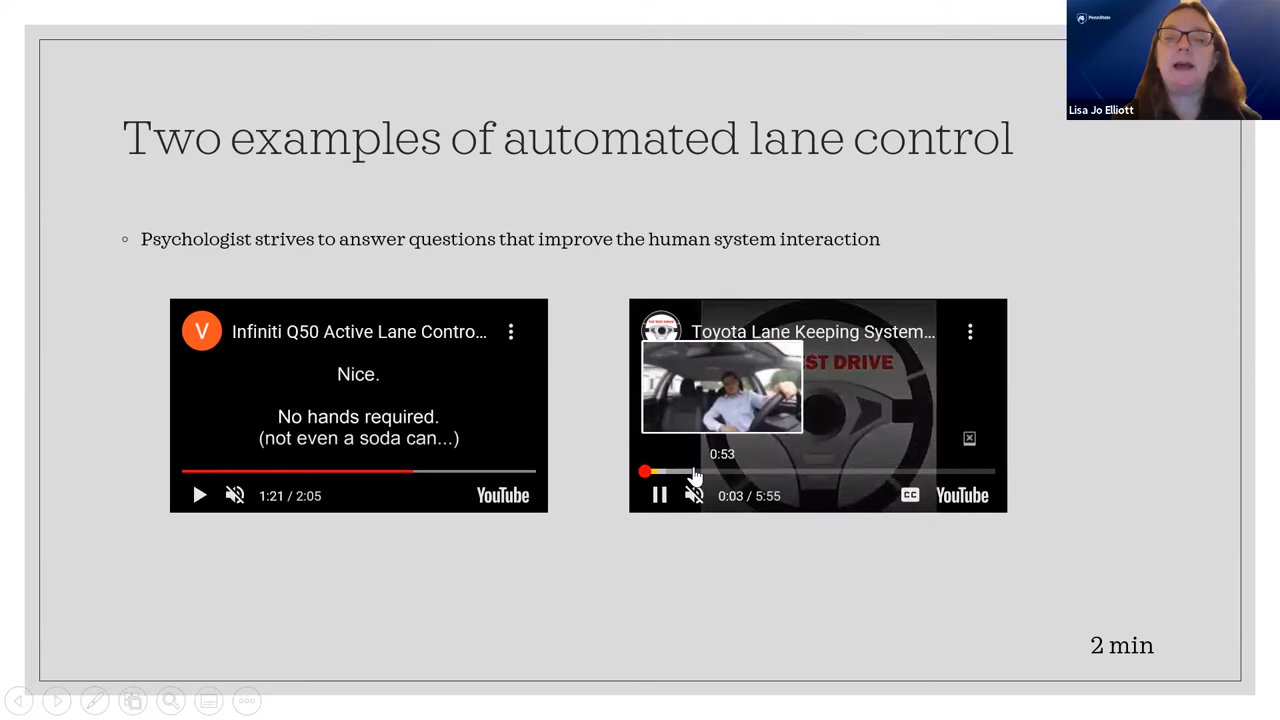 PennState
Lisa Jo Elliott
Two examples of automated lane control
Psychologist strives to answer questions that improve the human system interaction
V
Infiniti Q50 Active Lane Contro...
Nice.
No hands required.
(not even a soda can...)
1:21 / 2:05
YouTube
Toyota Lane Keeping System...
EST DRIVE
0:53
0:03 / 5:55
CC
YouTube
2 min